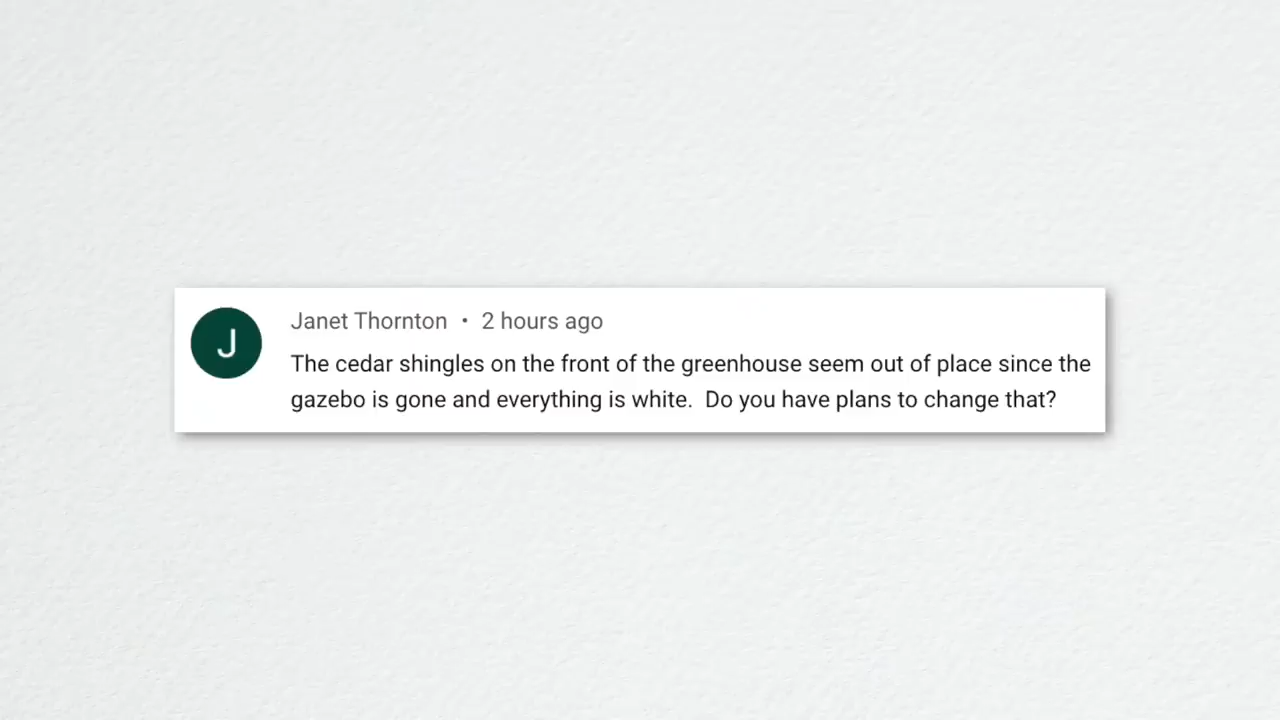 J
Janet Thornton • 2 hours ago
The cedar shingles on the front of the greenhouse seem out of place since the
gazebo is gone and everything is white.  Do you have plans to change that?